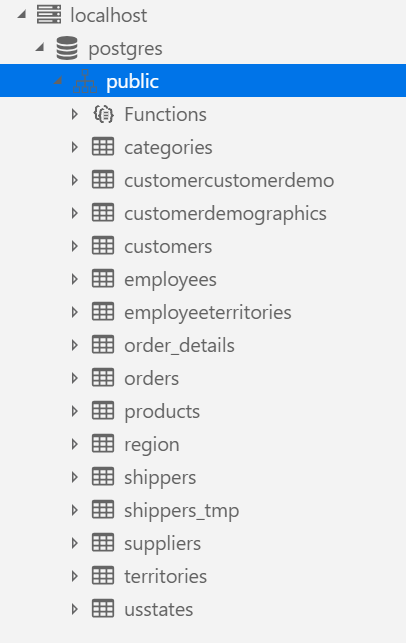 localhost
postgres
public
Functions
categories
customercustomerdemo
customerdemographics
customers
employees
employeeterritories
order_details
orders
products
region
shippers
shippers_tmp
suppliers
territories
usstates